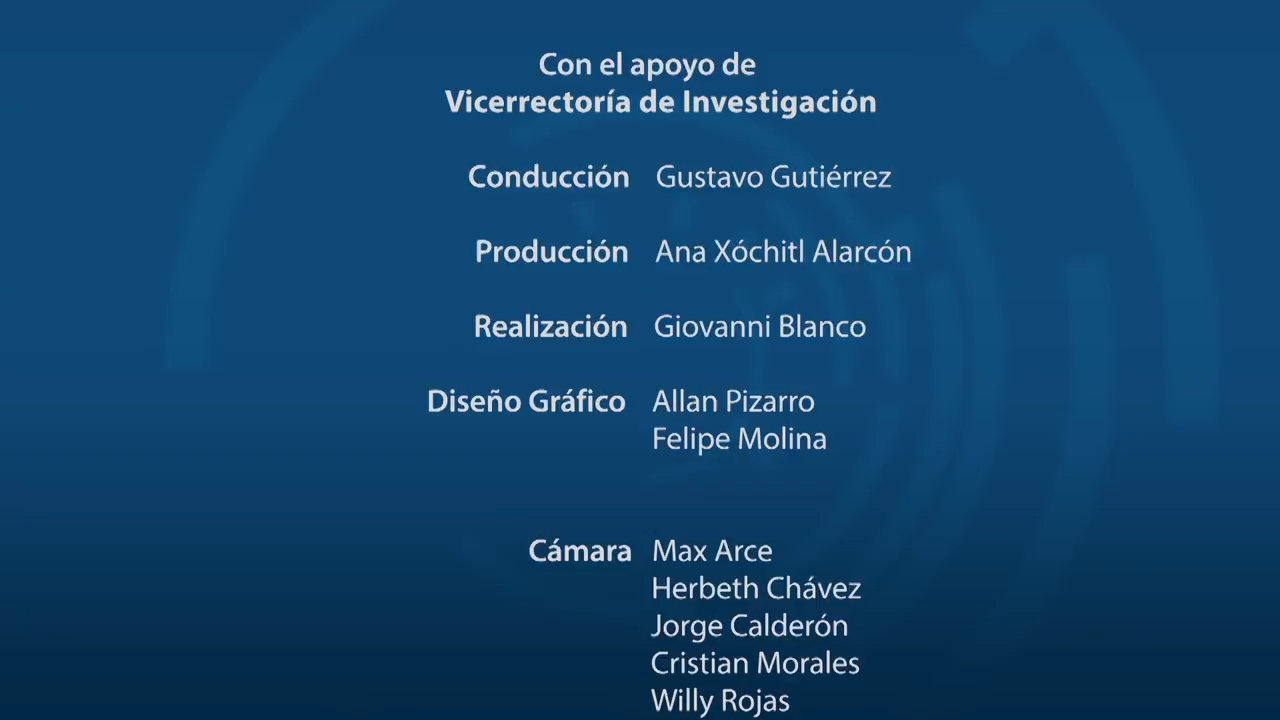 Con el apoyo de
Vicerrectoría de Investigación
Conducción Gustavo Gutiérrez
Producción Ana Xóchitl Alarcón
Realización Giovanni Blanco
Diseño Gráfico Allan Pizarro
Felipe Molina
Cámara Max Arce
Herbeth Chávez
Jorge Calderón
Cristian Morales
Willy Rojas